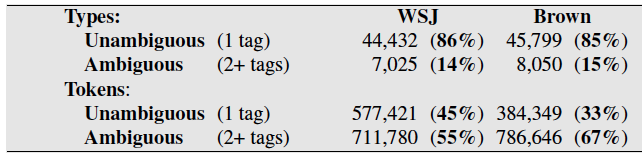 Types: WSJ Brown
Unambiguous (1 tag) 44,432 (86%) 45,799 (85%)
Ambiguous (2+ tags) 7,025 (14%) 8,050 (15%)
Tokens:
Unambiguous (1 tag) 577,421 (45%) 384,349 (33%)
Ambiguous (2+ tags) 711,780 (55%) 786,646 (67%)